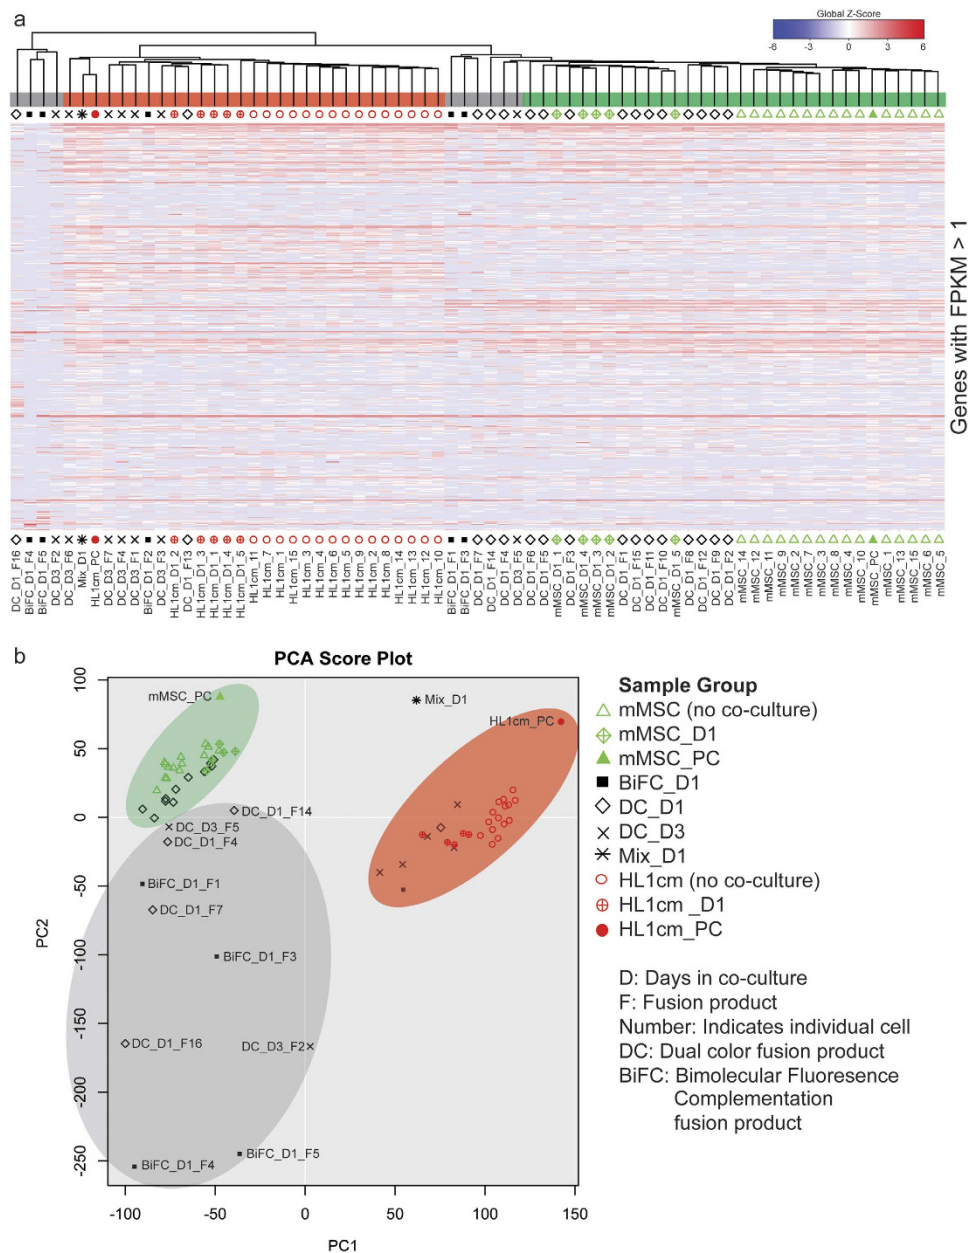 a
Global Z-Score
-6 -3 0 3 6
Genes with FPKM > 1
DC_D1_F16
BiFC_D1_F4
BiFC_D1_F5
DC_D3_F2
DC_D3_F6
Mix_D1
HL1cm_PC
DC_D3_F7
DC_D3_F4
DC_D3_F1
BiFC_D1_F2
DC_D3_F3
HL1cm_D1_2
DC_D1_F13
HL1cm_D1_3
HL1cm_D1_1
HL1cm_D1_4
HL1cm_D1_5
HL1cm_11
HL1cm_7
HL1cm_1
HL1cm_15
HL1cm_3
HL1cm_4
HL1cm_6
HL1cm_5
HL1cm_9
HL1cm_2
HL1cm_8
HL1cm_14
HL1cm_13
HL1cm_12
HL1cm_10
BiFC_D1_F1
BiFC_D1_F3
DC_D1_F7
DC_D1_F14
DC_D1_F4
DC_D3_F5
DC_D1_F6
DC_D1_F5
mMSC_D1_1
DC_D1_F3
mMSC_D1_4
mMSC_D1_3
mMSC_D1_2
DC_D1_F1
DC_D1_F15
DC_D1_F11
DC_D1_F10
mMSC_D1_5
DC_D1_F8
DC_D1_F12
DC_D1_F9
DC_D1_F2
mMSC_14
mMSC_12
mMSC_11
mMSC_9
mMSC_2
mMSC_7
mMSC_3
mMSC_4
mMSC_8
mMSC_10
mMSC_PC
mMSC_1
mMSC_13
mMSC_15
mMSC_6
mMSC_5
b
PCA Score Plot
100
50
0
-50
-100
-150
-200
-250
PC2
mMSC_PC
Mix_D1
HL1cm_PC
DC_D1_F14
DC_D3_F5
DC_D1_F4
BiFC_D1_F1
DC_D1_F7
BiFC_D1_F3
DC_D1_F16
DC_D3_F2
BiFC_D1_F5
BiFC_D1_F4
-100 -50 0 50 100 150
PC1
Sample Group
mMSC (no co-culture)
mMSC_D1
mMSC_PC
BiFC_D1
DC_D1
DC_D3
Mix_D1
HL1cm (no co-culture)
HL1cm _D1
HL1cm_PC
D: Days in co-culture
F: Fusion product
Number: Indicates individual cell
DC: Dual color fusion product
BiFC: Bimolecular Fluoresence
Complementation
fusion product